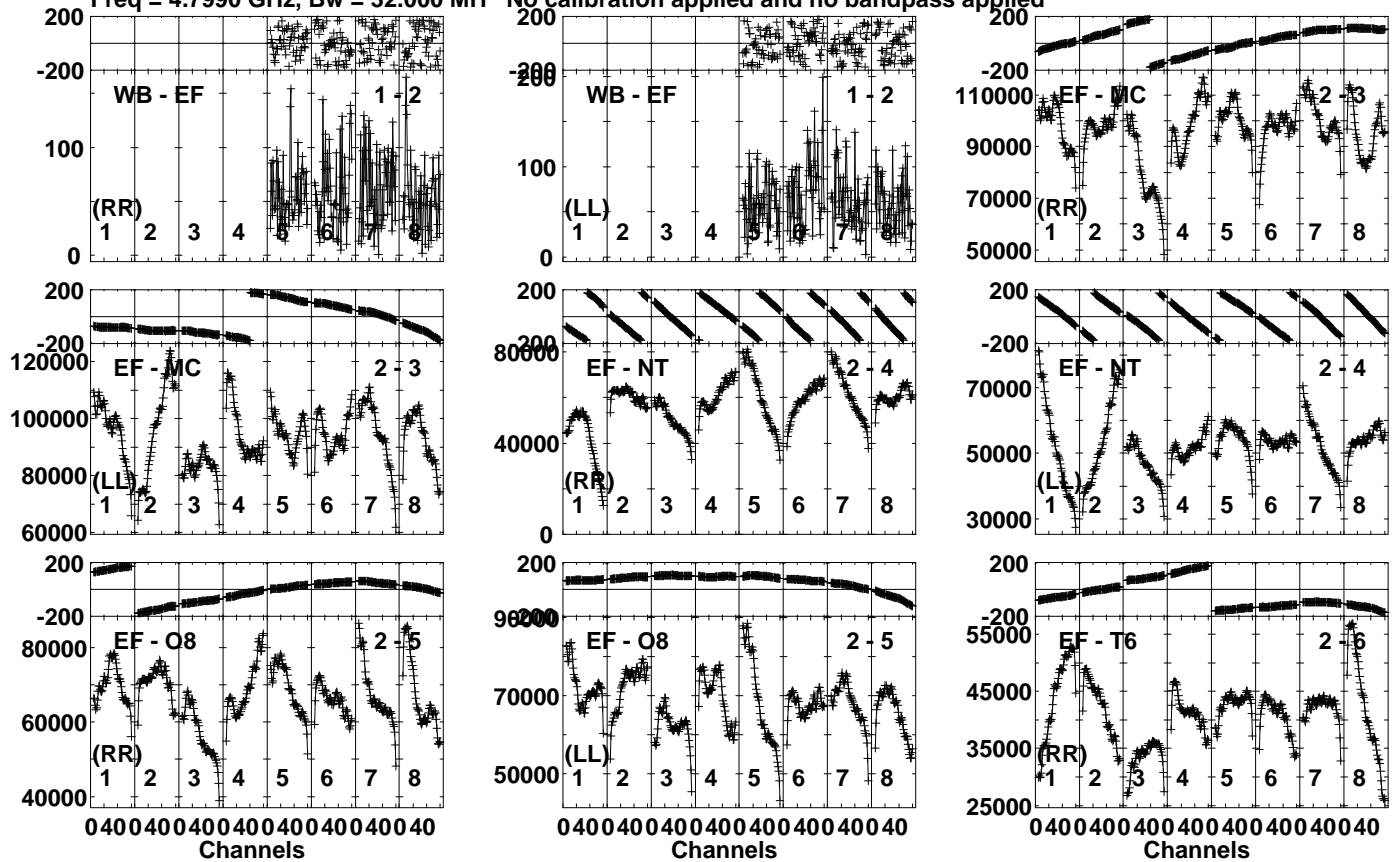 Freq = 4.7990 GHz, Bw = 32.000 MH No calibration applied and no bandpass applied
200 200 200
-200 -200 -200
WB - EF 1 - 2 WB - EF 1 - 2 EF - MC 2 - 3
200 110000
100 100 90000
70000
(RR) (LL) (RR)
1 2 3 4 5 6 7 8 1 2 3 4 5 6 7 8 1 2 3 4 5 6 7 8
0 0 50000
200 200 200
-200 -200 -200
120000 80000
EF - MC 2 - 3 EF - NT 2 - 4 EF - NT 2 - 4
70000
100000
40000 50000
80000
(LL) (RR) (LL)
1 2 3 4 5 6 7 8 1 2 3 4 5 6 7 8 1 2 3 4 5 6 7 8
60000 0 30000
200 200 200
-200 -200 -200
90000
EF - O8 2 - 5 EF - O8 2 - 5 EF - T6 2 - 6
80000 55000
70000 45000
60000
35000
(RR) (LL) (RR)
1 2 3 4 5 6 7 8 1 2 3 4 5 6 7 8 1 2 3 4 5 6 7 8
40000 50000 25000
0 40 0 40 0 40 0 40 0 40 0 40 0 40 0 40 0 40 0 40 0 40 0 40 0 40 0 40 0 40 0 40 0 40 0 40 0 40 0 40 0 40 0 40 0 40 0 40
Channels Channels Channels